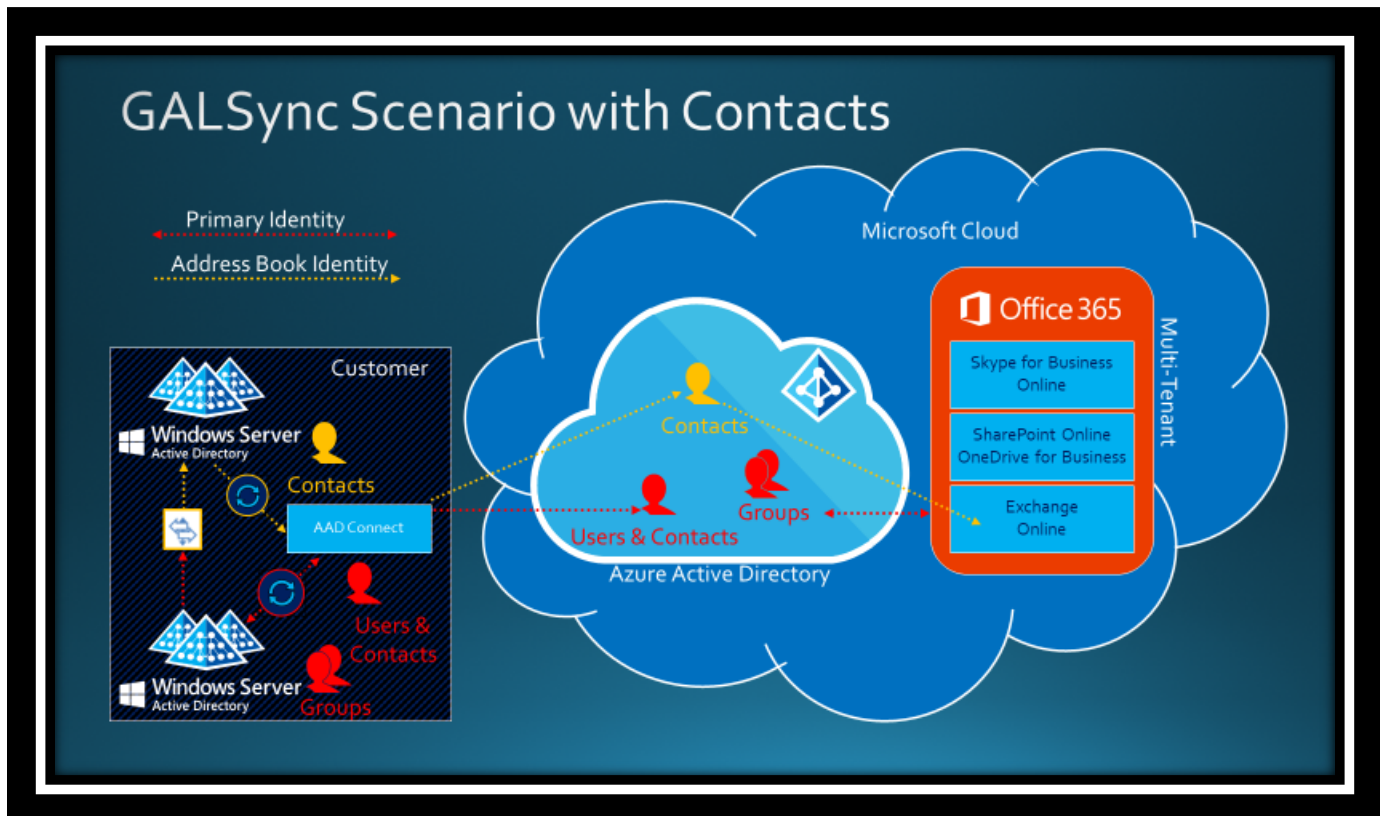 GALSync Scenario with Contacts
Primary Identity
Address Book Identity
Customer
Windows Server
Active Directory
Contacts
AAD Connect
Users &
Contacts
Windows Server
Active Directory
Groups
Microsoft Cloud
Contacts
Groups
Users & Contacts
Azure Active Directory
Office 365
Skype for Business
Online
SharePoint Online
OneDrive for Business
Exchange
Online
Multi-Tenant